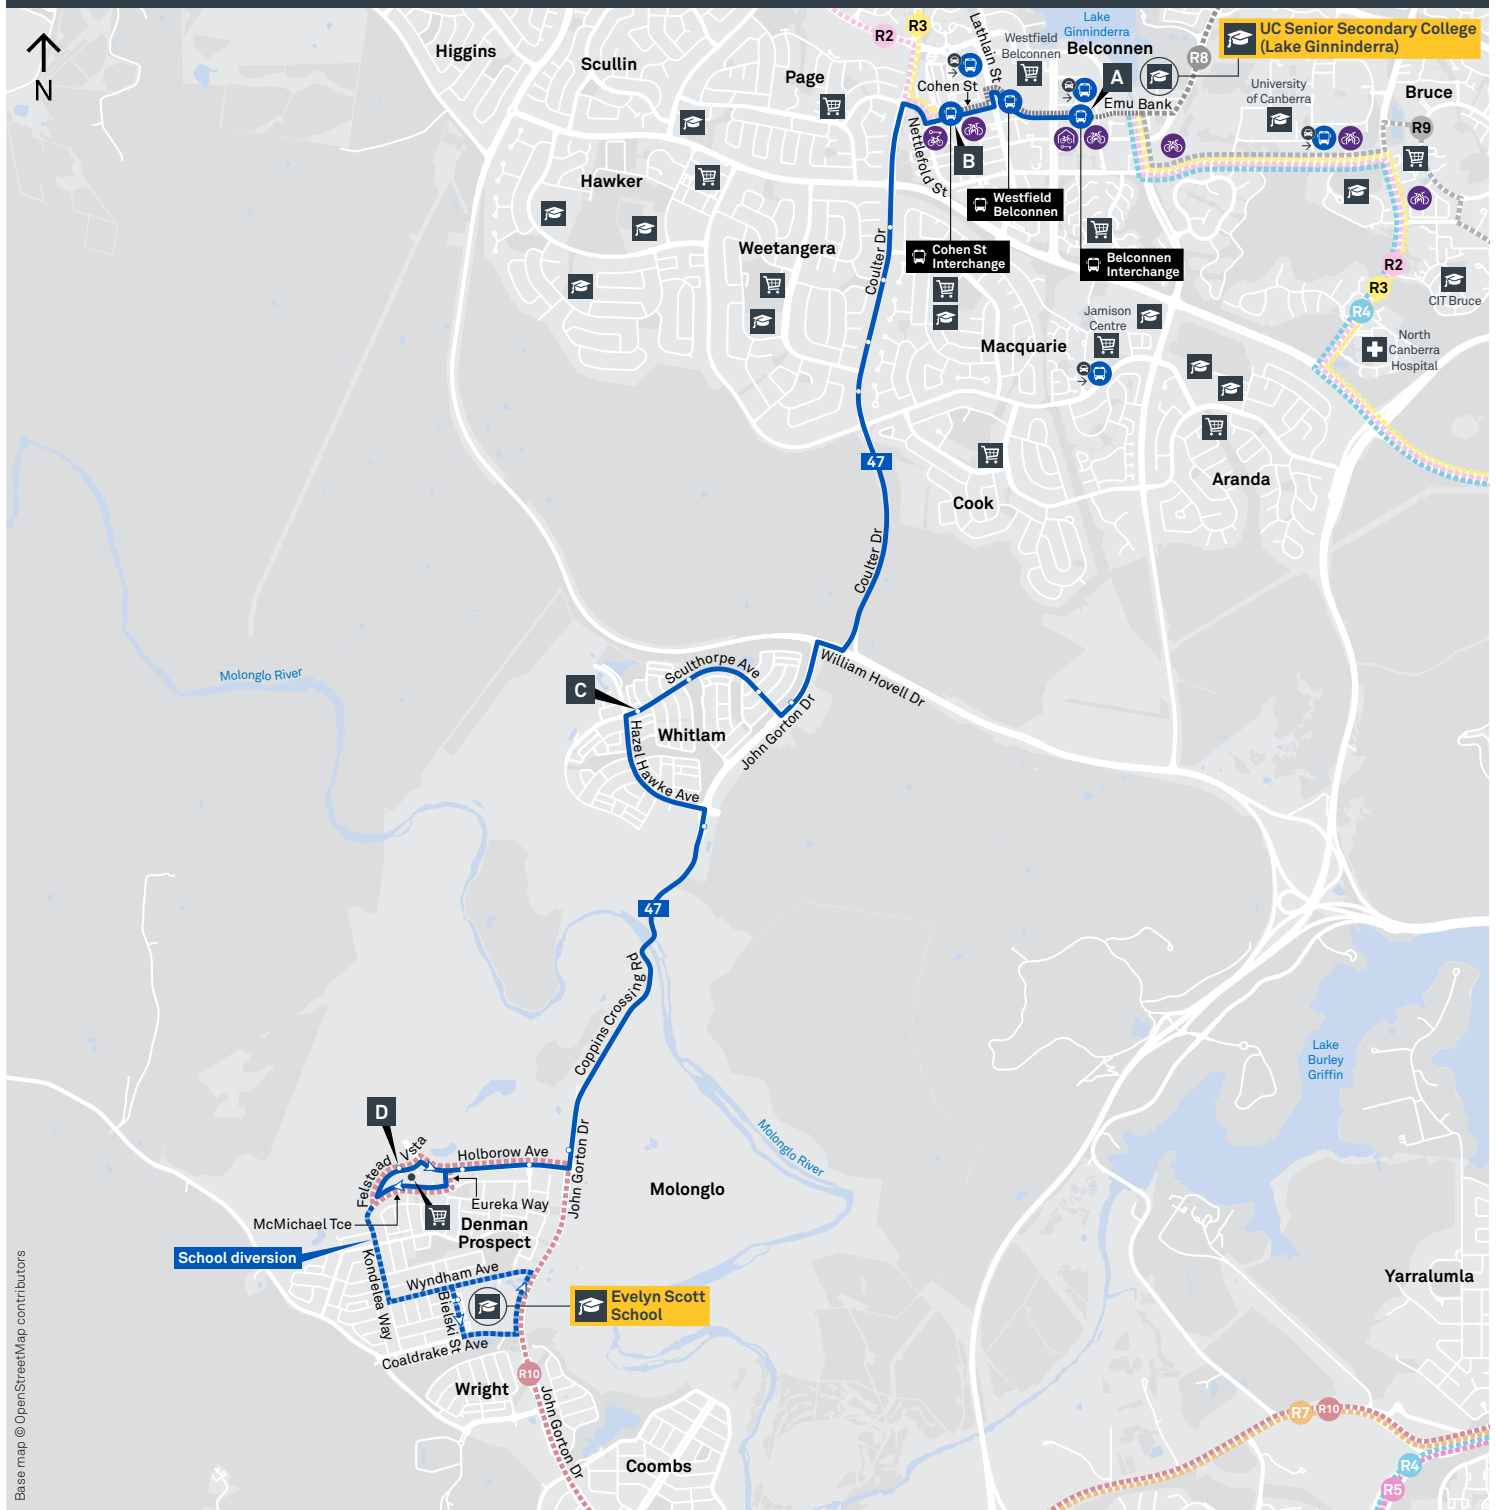 N
Higgins
Scullin
Page
R2
R3
Lathlain St
Westfield
Belconnen
Lake
Ginninderra
Belconnen
R8
UC Senior Secondary College
(Lake Ginninderra)
University
of Canberra
Bruce
R9
Cohen St
A
Emu Bank
Nettlefold St
B
Hawker
Westfield
Belconnen
Weetangera
Coulter Dr
Cohen St
Interchange
Belconnen
Interchange
R2
R3
R4
CIT Bruce
Jamison
Centre
Macquarie
North
Canberra
Hospital
47
Cook
Aranda
Coulter Dr
Molonglo River
Sculthorpe Ave
William Hovell Dr
C
Whitlam
John Gorton Dr
Hazel Hawke Ave
47
Coppins Crossing Rd
Lake
Burley
Griffin
D
Felstead Vsta
Holborow Ave
John Gorton Dr
Molonglo River
Eureka Way
Molonglo
McMichael Tce
Denman
Prospect
School diversion
Kondelea Way
Wyndham Ave
Bielski St
Evelyn Scott
School
Yarralumla
Coaldrake Ave
Wright
R10
John Gorton Dr
R7
R10
Coombs
R4
R5
Base map © OpenStreetMap contributors